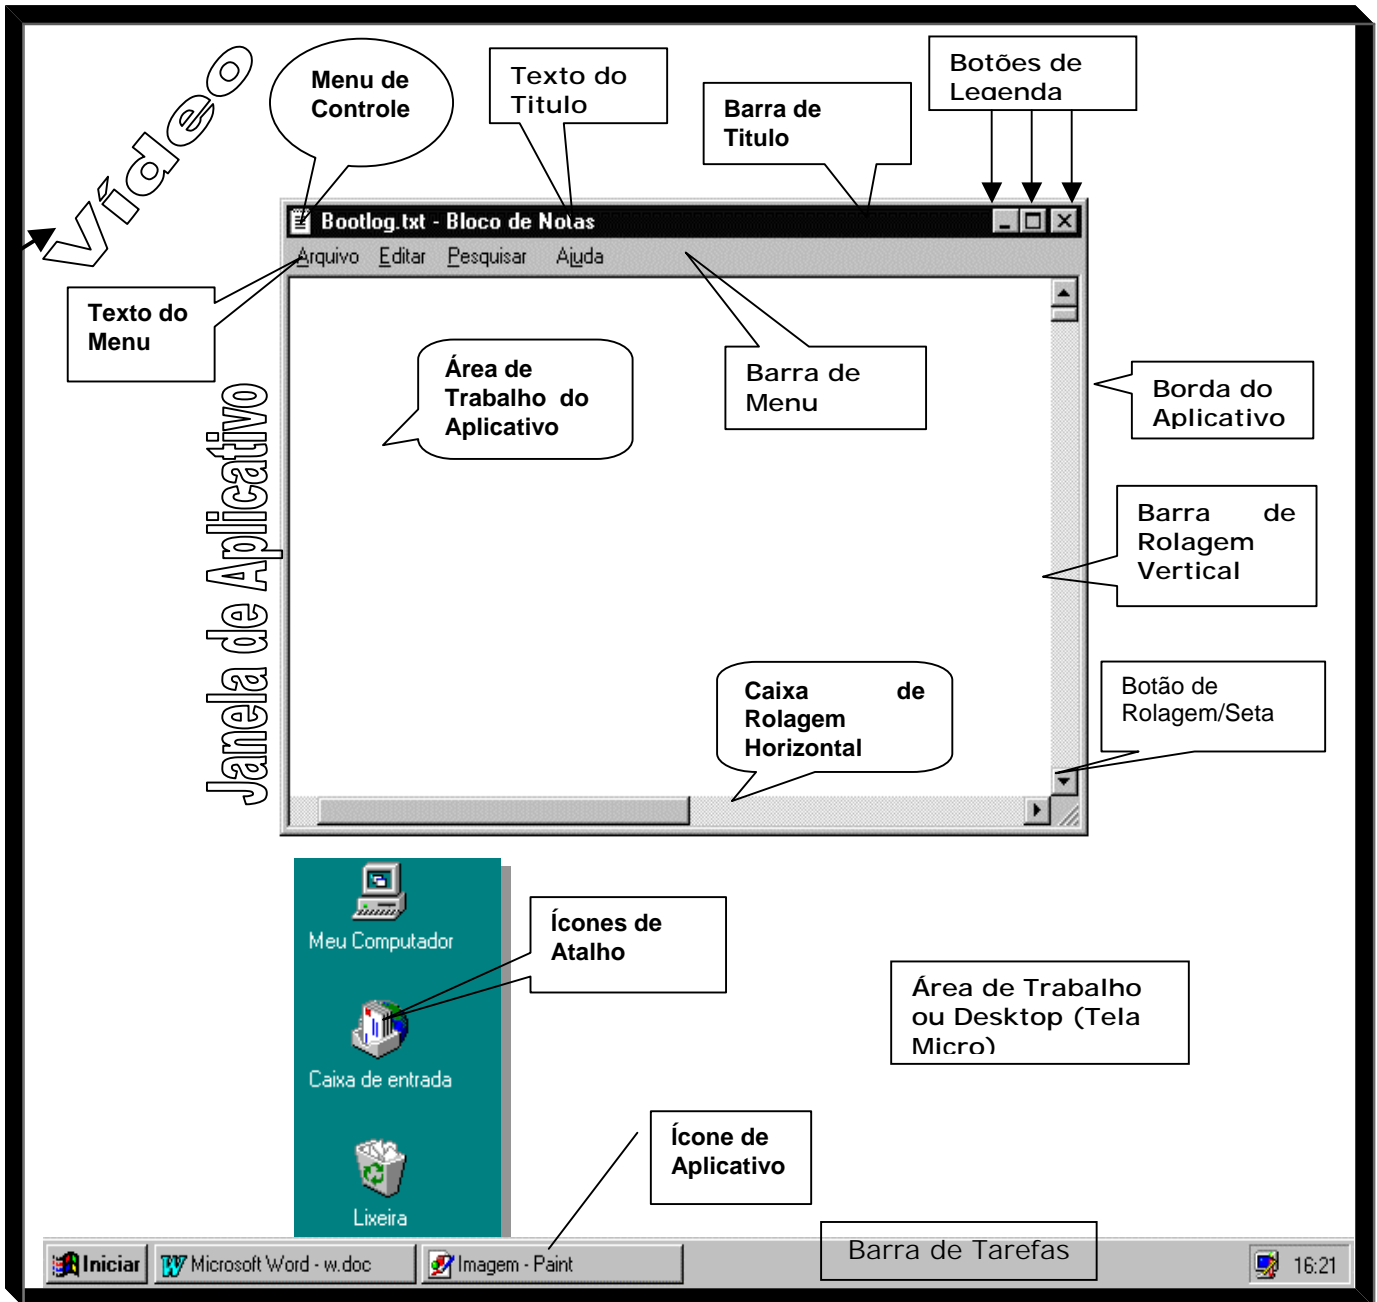 Vídeo
Menu de
Controle
Texto do
Titulo
Barra de
Titulo
Botões de
Legenda
Bootlog.txt - Bloco de Notas
Arquivo Editar Pesquisar Ajuda
Texto do
Menu
Área de
Trabalho do
Aplicativo
Barra de
Menu
Borda do
Aplicativo
Janela de Aplicativo
Barra de
Rolagem
Vertical
Caixa de
Rolagem
Horizontal
Botão de
Rolagem/Seta
Meu Computador
Ícones de
Atalho
Caixa de entrada
Área de Trabalho
ou Desktop (Tela
Micro)
Ícone de
Aplicativo
Lixeira
Barra de Tarefas
Iniciar
Microsoft Word - w.doc
Imagem - Paint
16:21